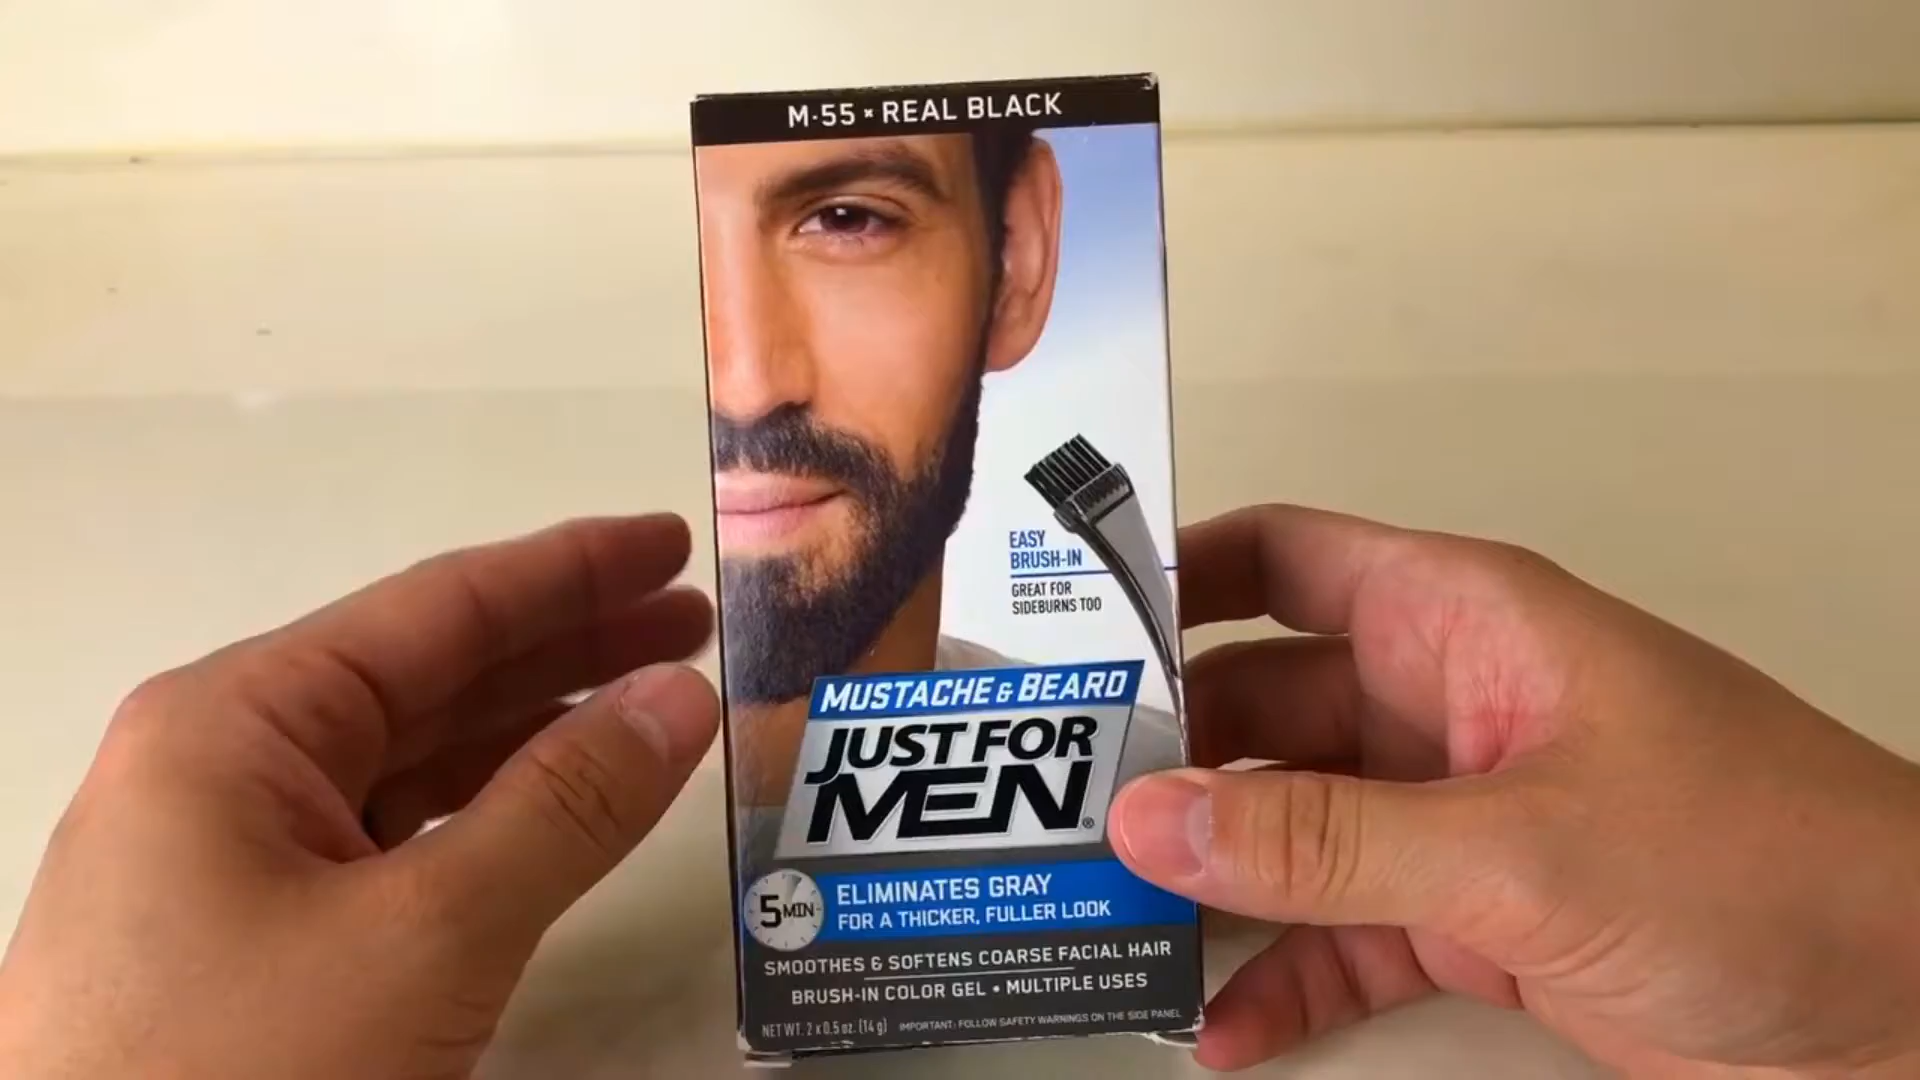 M-55 × REAL BLACK
EASY
BRUSH-IN
GREAT FOR
SIDEBURNS TOO
MUSTACHE & BEARD
JUST FOR
MEN®
5 MIN
ELIMINATES GRAY
FOR A THICKER, FULLER LOOK
SMOOTHES & SOFTENS COARSE FACIAL HAIR
BRUSH-IN COLOR GEL • MULTIPLE USES
NET WT. 2 x 0.5 oz. (14 g) IMPORTANT: FOLLOW SAFETY WARNINGS ON THE SIDE PANEL